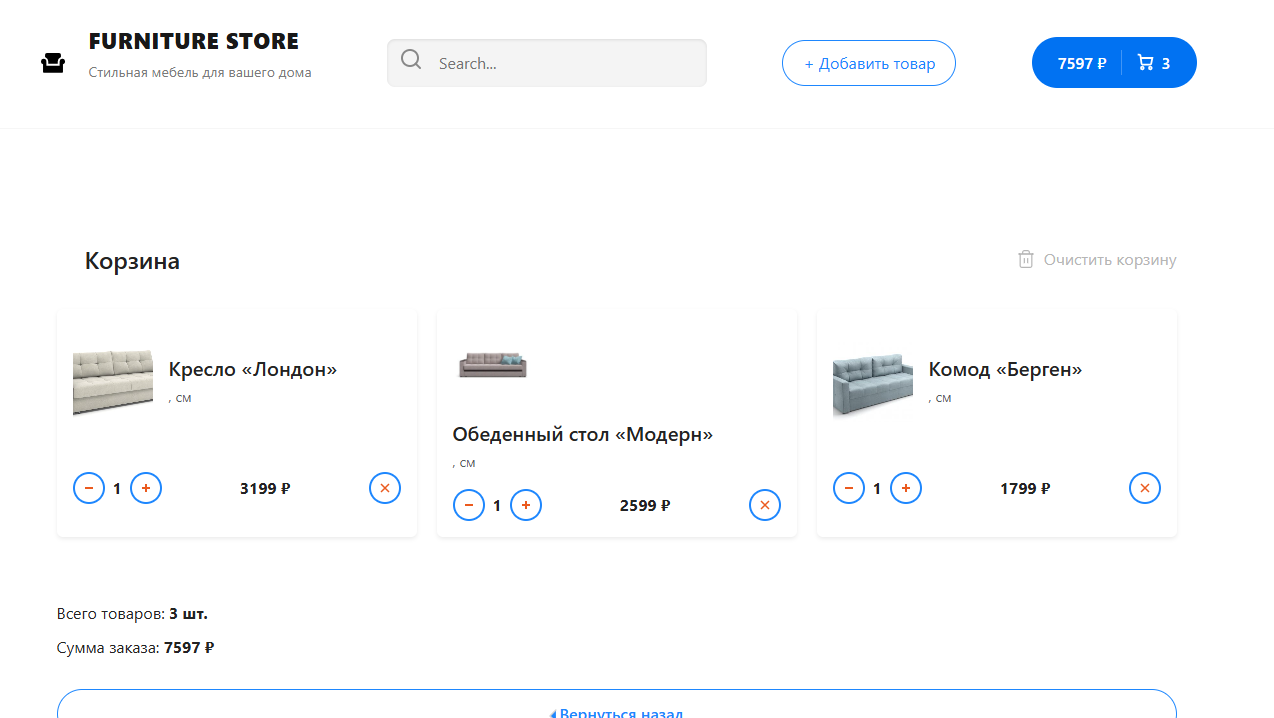 FURNITURE STORE
Стильная мебель для вашего дома
Search...
+ Добавить товар
7597 ₽ 3
Корзина
Очистить корзину
Кресло «Лондон»
, см
1
3199 ₽
Обеденный стол «Модерн»
, см
1
2599 ₽
Комод «Берген»
, см
1
1799 ₽
Всего товаров: 3 шт.
Сумма заказа: 7597 ₽
Вернуться назад